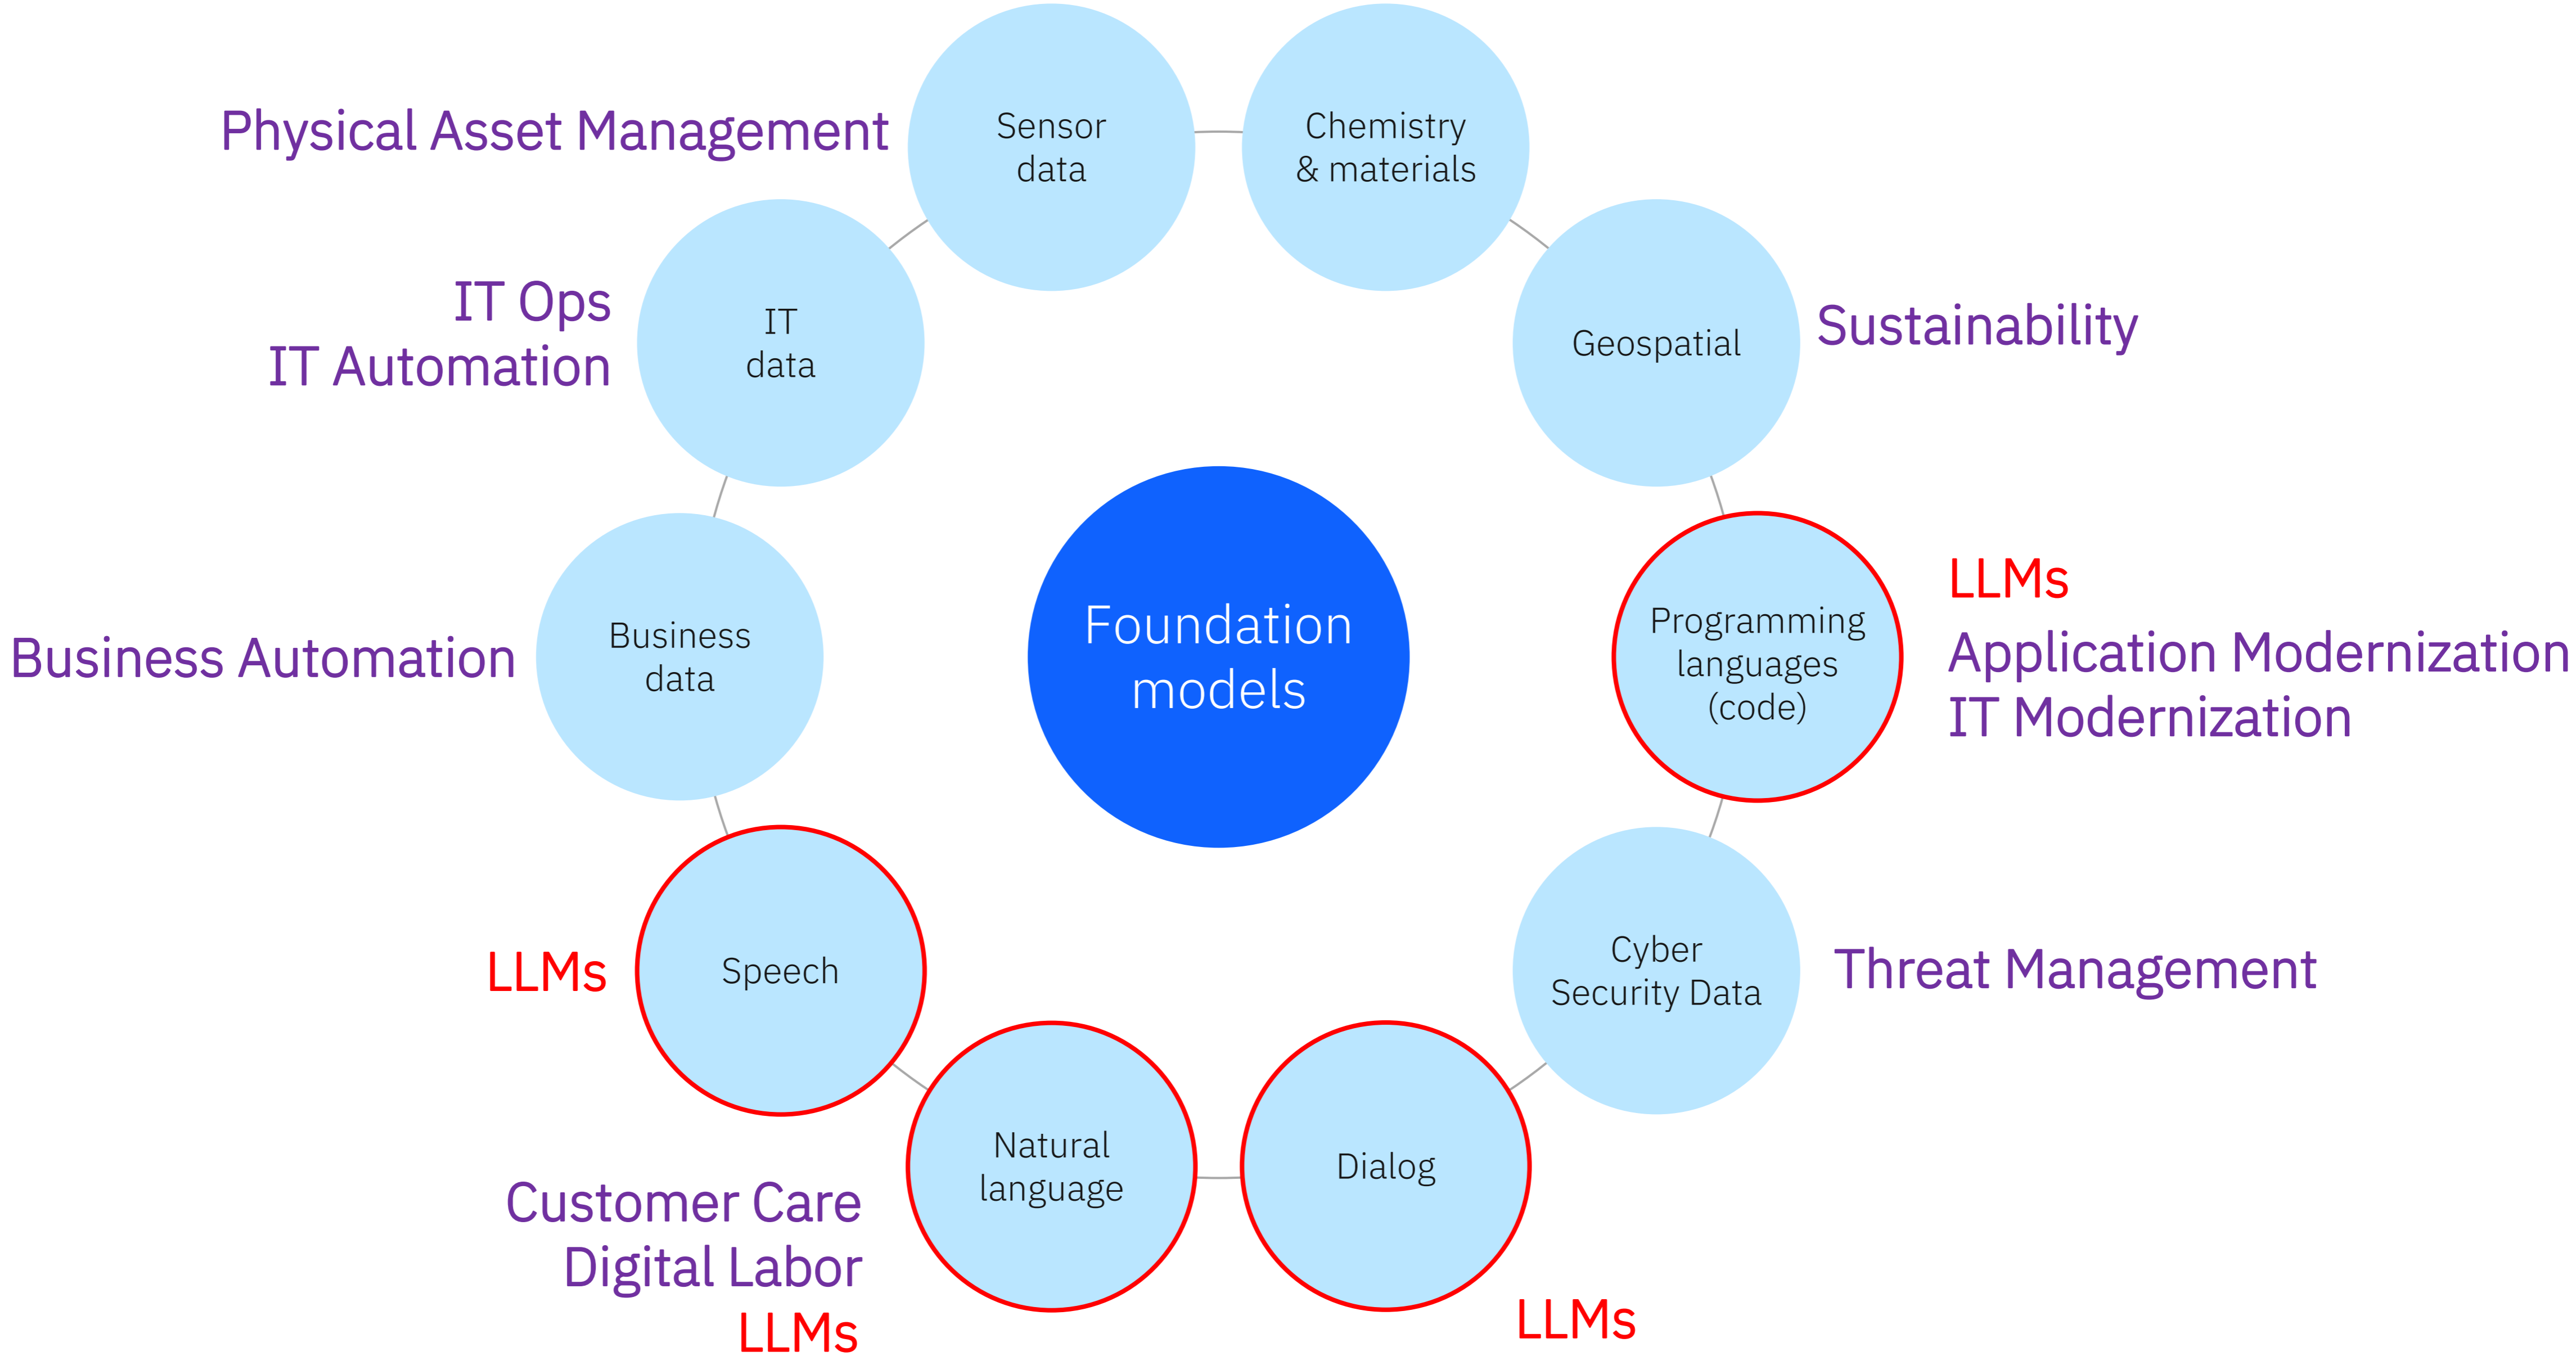 Physical Asset Management
Sensor
data
Chemistry
& materials
IT Ops
IT Automation
IT
data
Geospatial
Sustainability
Business Automation
Business
data
Foundation
models
Programming
languages
(code)
LLMs
Application Modernization
IT Modernization
LLMs
Speech
Cyber
Security Data
Threat Management
Customer Care
Digital Labor
LLMs
Natural
language
Dialog
LLMs